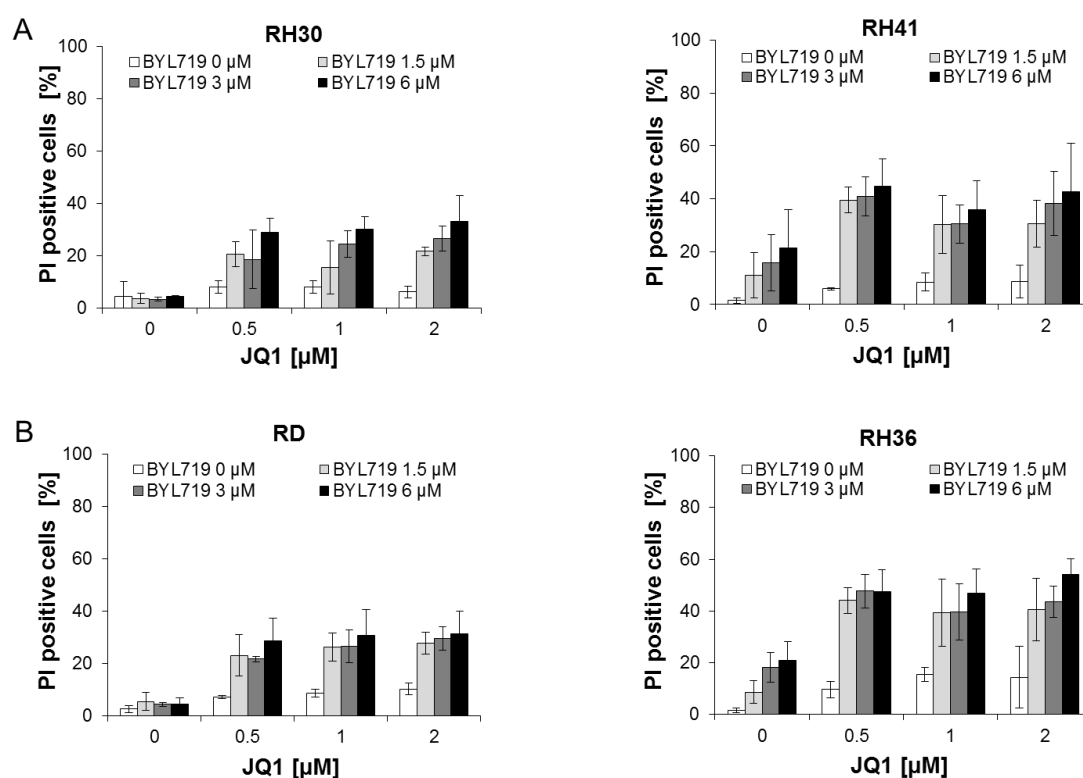 A
RH30
BYL719 0 µM BYL719 1.5 µM
BYL719 3 µM BYL719 6 µM
PI positive cells [%]
100
80
60
40
20
0
0 0.5 1 2
JQ1 [µM]
RH41
BYL719 0 µM BYL719 1.5 µM
BYL719 3 µM BYL719 6 µM
PI positive cells [%]
100
80
60
40
20
0
0 0.5 1 2
JQ1 [µM]
B
RD
BYL719 0 µM BYL719 1.5 µM
BYL719 3 µM BYL719 6 µM
PI positive cells [%]
100
80
60
40
20
0
0 0.5 1 2
JQ1 [µM]
RH36
BYL719 0 µM BYL719 1.5 µM
BYL719 3 µM BYL719 6 µM
PI positive cells [%]
100
80
60
40
20
0
0 0.5 1 2
JQ1 [µM]